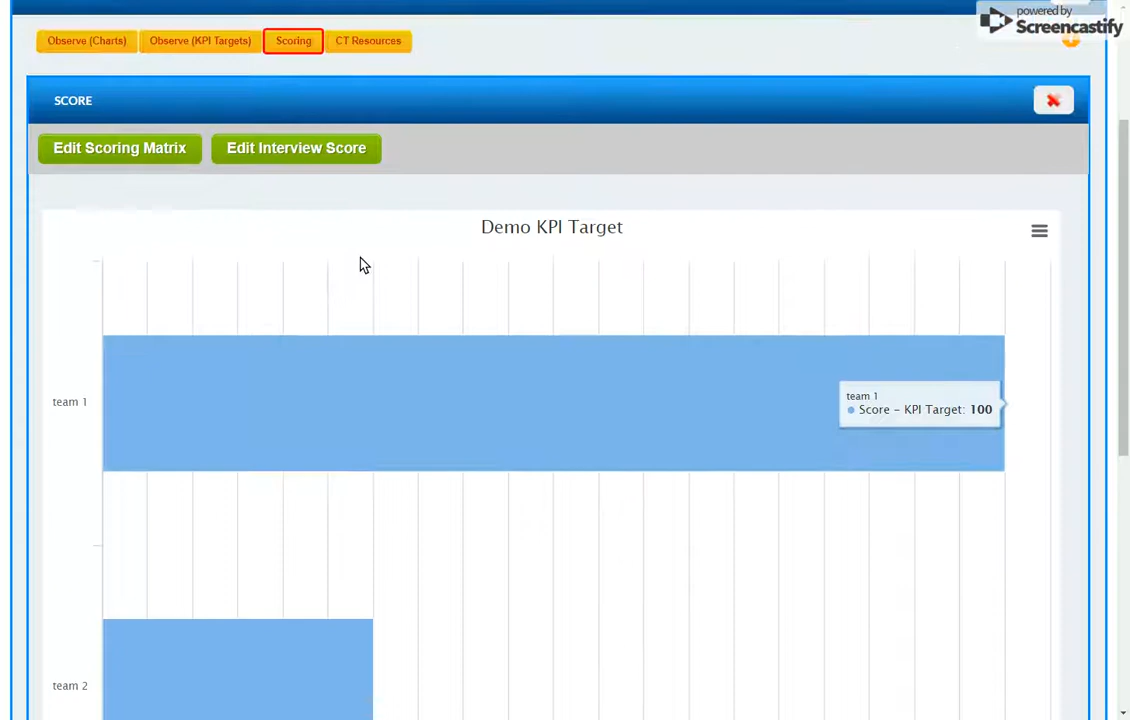 powered by
Screencastify
Observe (Charts)
Observe (KPI Targets)
Scoring
CT Resources
SCORE
Edit Scoring Matrix
Edit Interview Score
Demo KPI Target
team 1
team 1
Score – KPI Target: 100
team 2